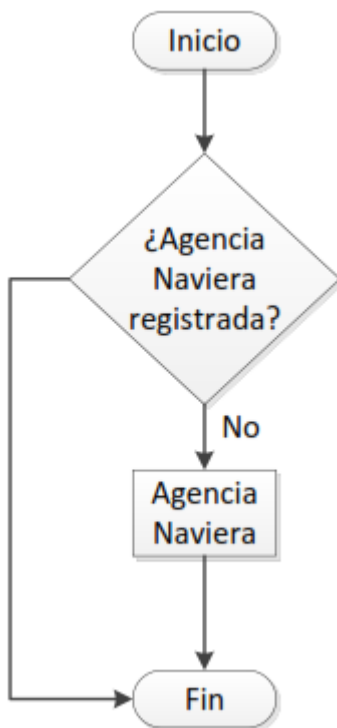 Inicio
¿Agencia
Naviera
registrada?
No
Agencia
Naviera
Fin